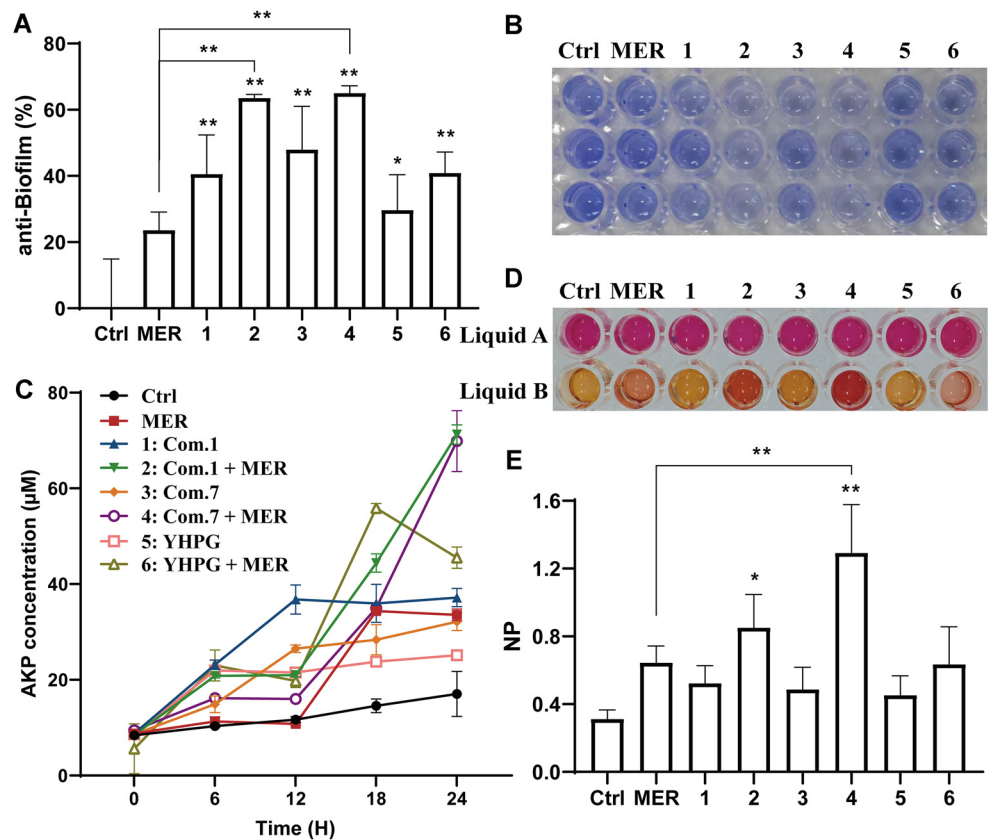 A
anti-Biofilm (%)
80
60
40
20
0
**
**
**
**
**
**
*
**
Ctrl MER 1 2 3 4 5 6
B
Ctrl MER 1 2 3 4 5 6
D
Ctrl MER 1 2 3 4 5 6
Liquid A
Liquid B
C
AKP concentration (μM)
80
60
40
20
0
Ctrl
MER
1: Com.1
2: Com.1 + MER
3: Com.7
4: Com.7 + MER
5: YHPG
6: YHPG + MER
0 6 12 18 24
Time (H)
E
NP
1.6
1.2
0.8
0.4
0.0
**
*
**
Ctrl MER 1 2 3 4 5 6